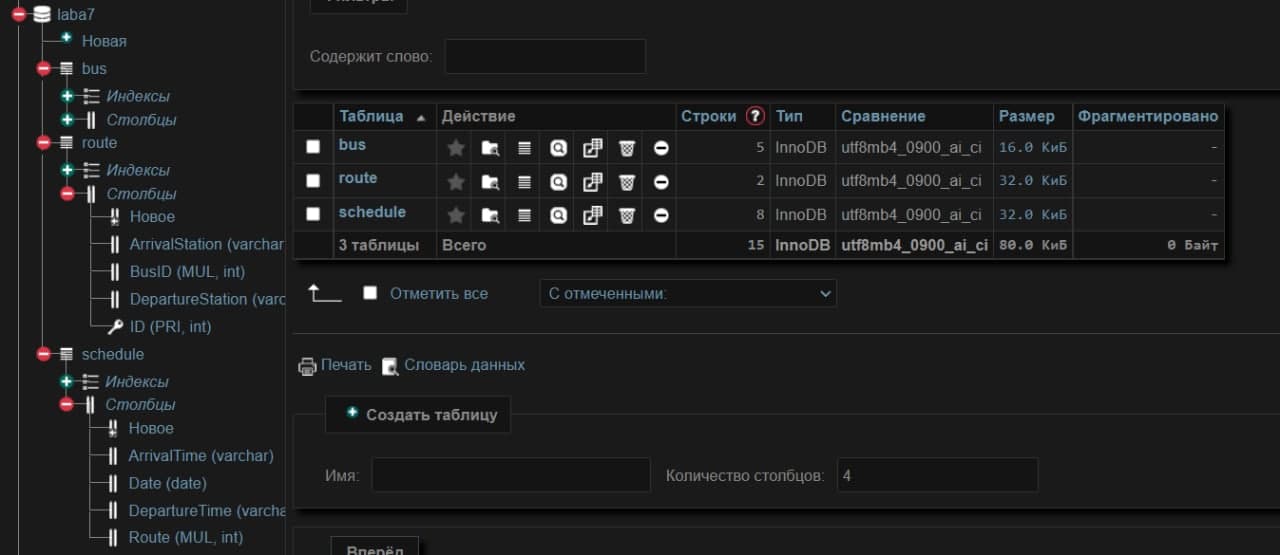 laba7
Новая
bus
Индексы
Столбцы
route
Индексы
Столбцы
Новое
ArrivalStation (varchar
BusID (MUL, int)
DepartureStation (varc
ID (PRI, int)
schedule
Индексы
Столбцы
Новое
ArrivalTime (varchar)
Date (date)
DepartureTime (varcha
Route (MUL, int)
Фильтры
Содержит слово:
Таблица Действие Строки ? Тип Сравнение Размер Фрагментировано
bus 5 InnoDB utf8mb4_0900_ai_ci 16.0 КиБ -
route 2 InnoDB utf8mb4_0900_ai_ci 32.0 КиБ -
schedule 8 InnoDB utf8mb4_0900_ai_ci 32.0 КиБ -
3 таблицы Всего 15 InnoDB utf8mb4_0900_ai_ci 80.0 КиБ 0 Байт
Отметить все С отмеченными:
Печать Словарь данных
Создать таблицу
Имя: Количество столбцов: 4
Вперёд